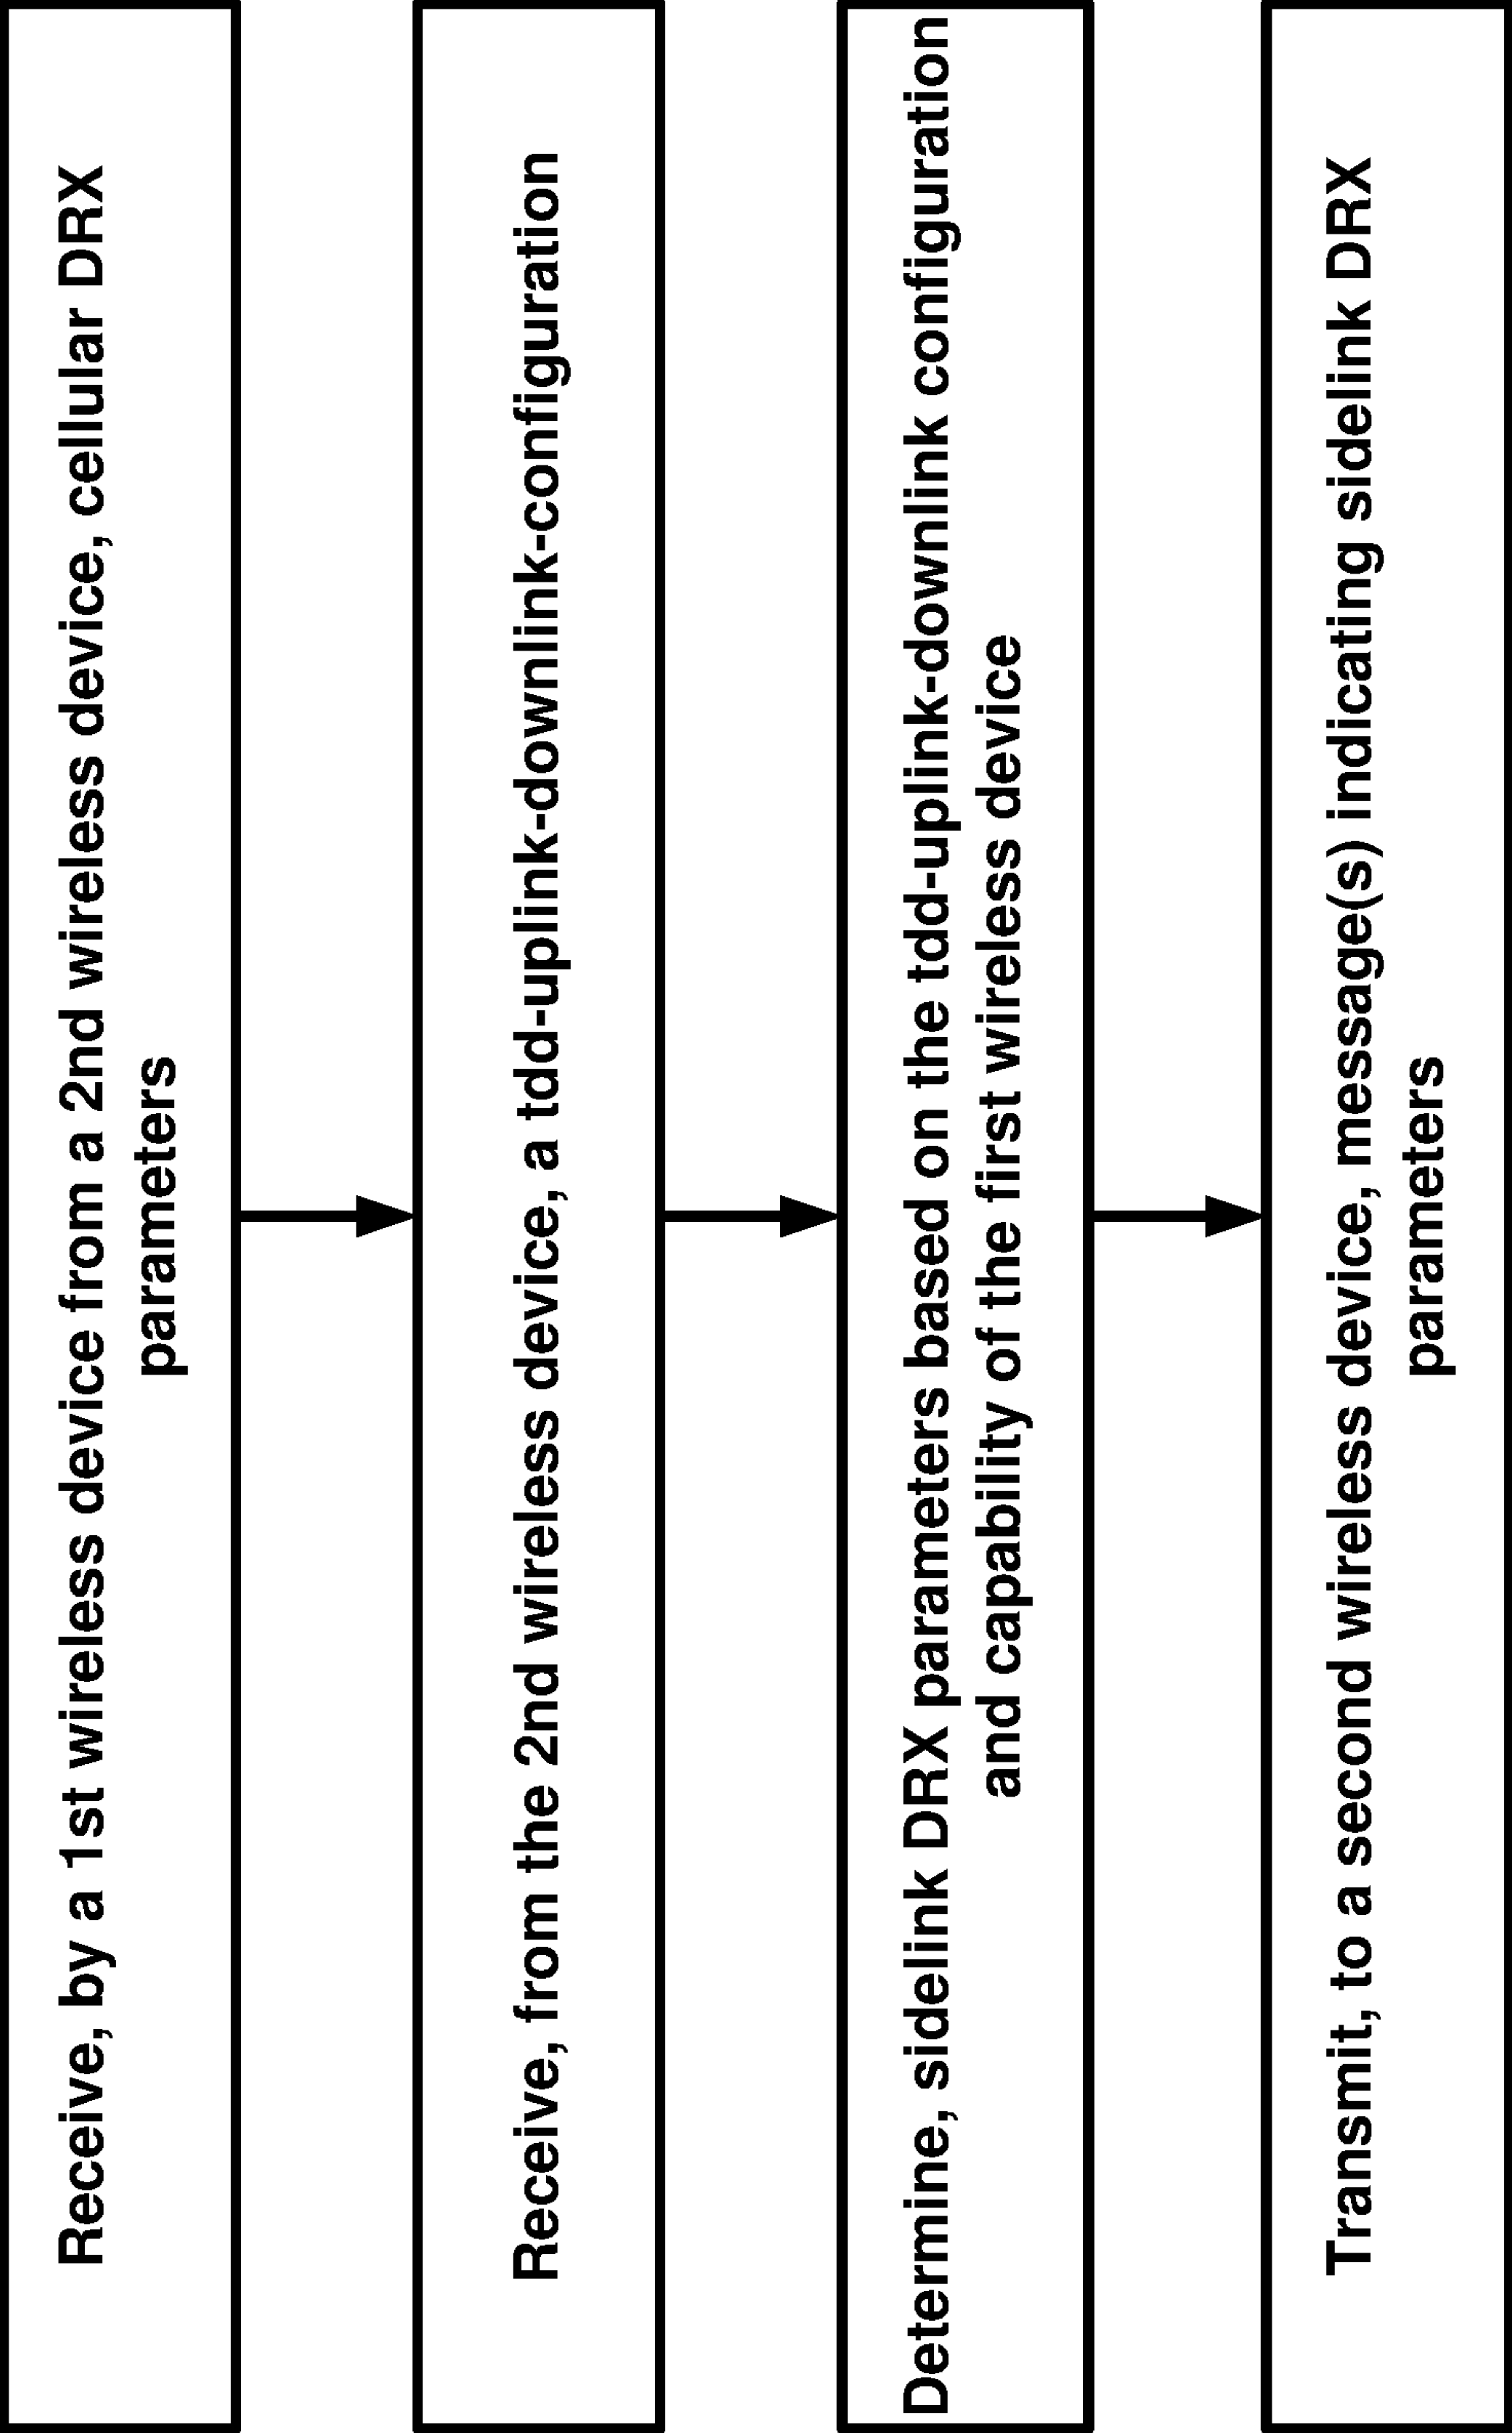 Receive, by a 1st wireless device from a 2nd wireless device, cellular DRX
parameters
Receive, from the 2nd wireless device, a tdd-uplink-downlink-configuration
Determine, sidelink DRX parameters based on the tdd-uplink-downlink configuration
and capability of the first wireless device
Transmit, to a second wireless device, message(s) indicating sidelink DRX
parameters